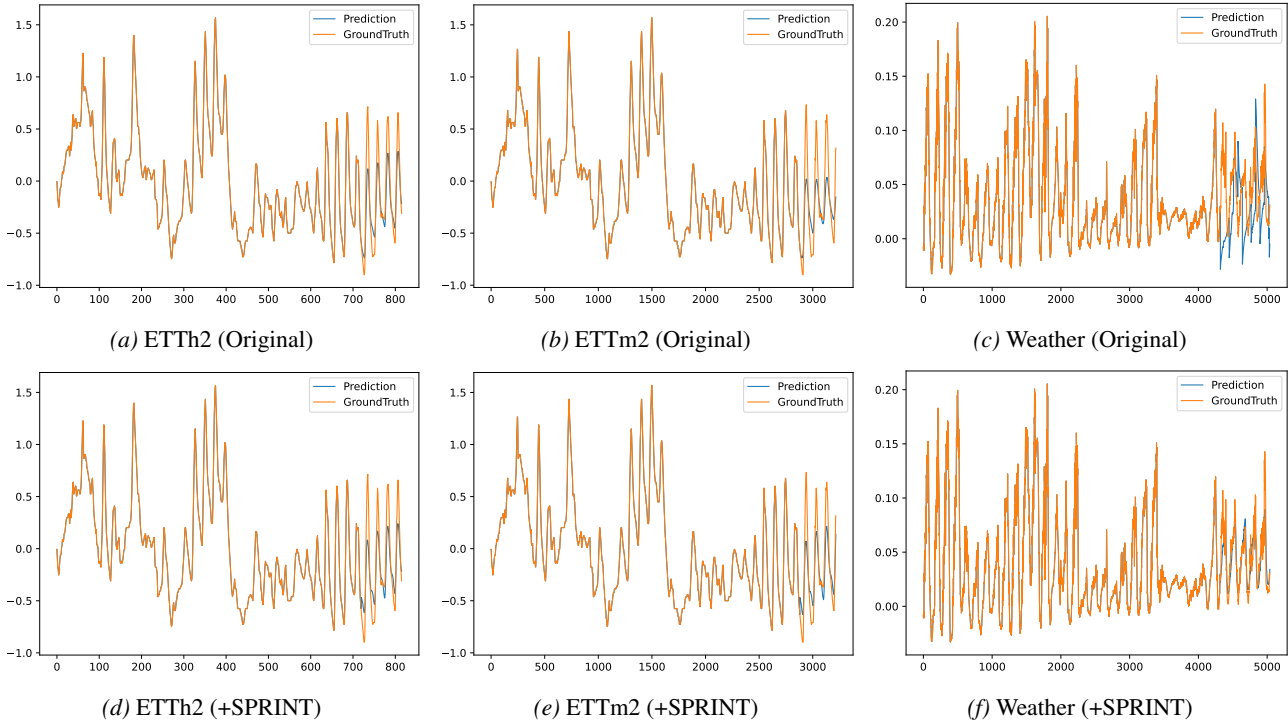 Prediction
GroundTruth
1.5
1.0
0.5
0.0
−0.5
−1.0
0 100 200 300 400 500 600 700 800
(a) ETTh2 (Original)
Prediction
GroundTruth
1.5
1.0
0.5
0.0
−0.5
−1.0
0 500 1000 1500 2000 2500 3000
(b) ETTm2 (Original)
Prediction
GroundTruth
0.20
0.15
0.10
0.05
0.00
0 1000 2000 3000 4000 5000
(c) Weather (Original)
Prediction
GroundTruth
1.5
1.0
0.5
0.0
−0.5
−1.0
0 100 200 300 400 500 600 700 800
(d) ETTh2 (+SPRINT)
Prediction
GroundTruth
1.5
1.0
0.5
0.0
−0.5
−1.0
0 500 1000 1500 2000 2500 3000
(e) ETTm2 (+SPRINT)
Prediction
GroundTruth
0.20
0.15
0.10
0.05
0.00
0 1000 2000 3000 4000 5000
(f) Weather (+SPRINT)